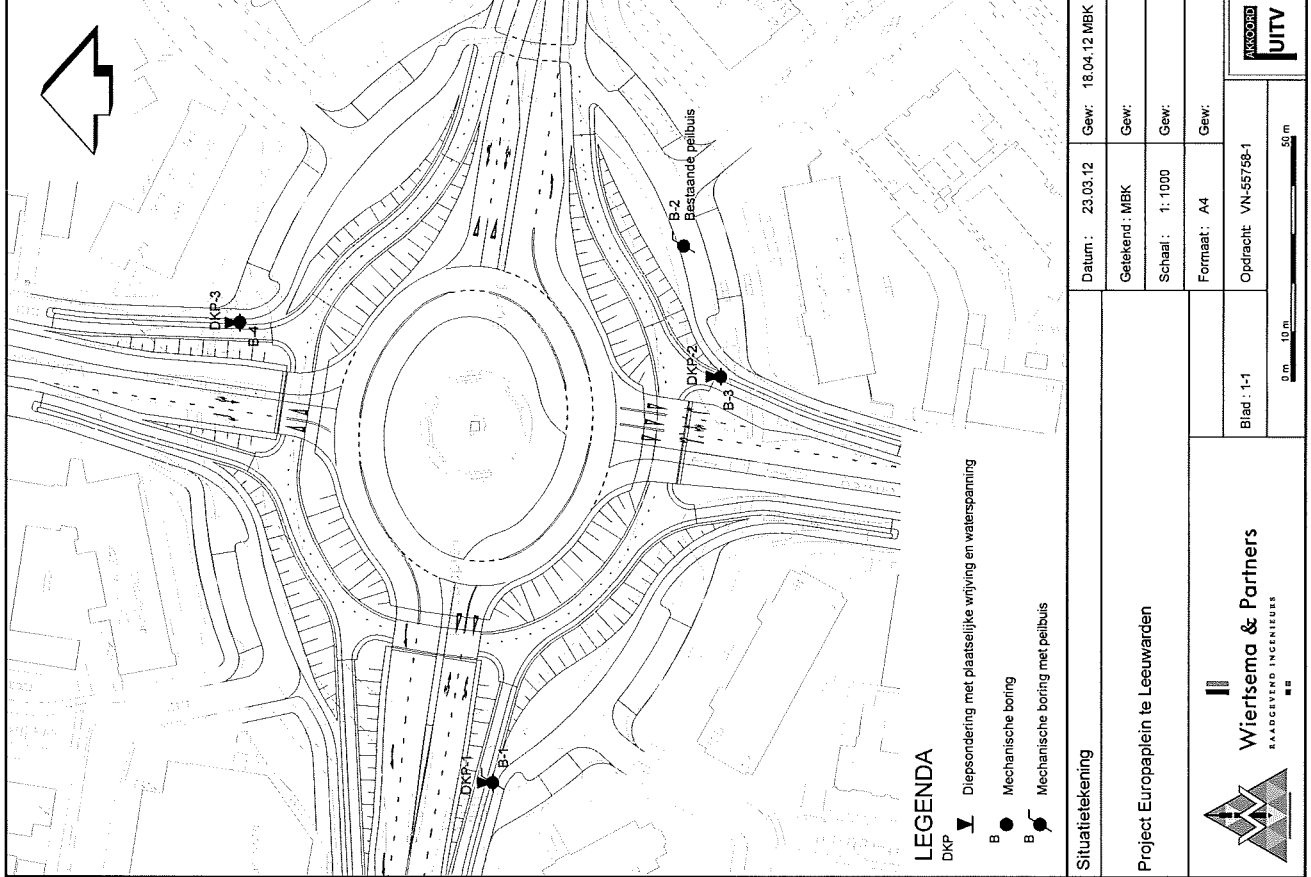 DKP-3
B-4
B-2
Bestaande peilbuis
DKP-2
B-3
DKP-1
B-1
LEGENDA
DKP
Diepsondering met plaatselijke wrijving en waterspanning
B
Mechanische boring
B
Mechanische boring met peilbuis
Situatietekening
Project Europaplein te Leeuwarden
Datum : 23.03.12
Gew: 18.04.12 MBK
Getekend : MBK
Gew:
Schaal : 1: 1000
Gew:
Formaat : A4
Gew:
Wiertsema & Partners
RAADGEVEND INGENIEURS
Blad : 1-1
Opdracht: VN-55758-1
0 m 10 m 50 m
AKKOORD
UITV